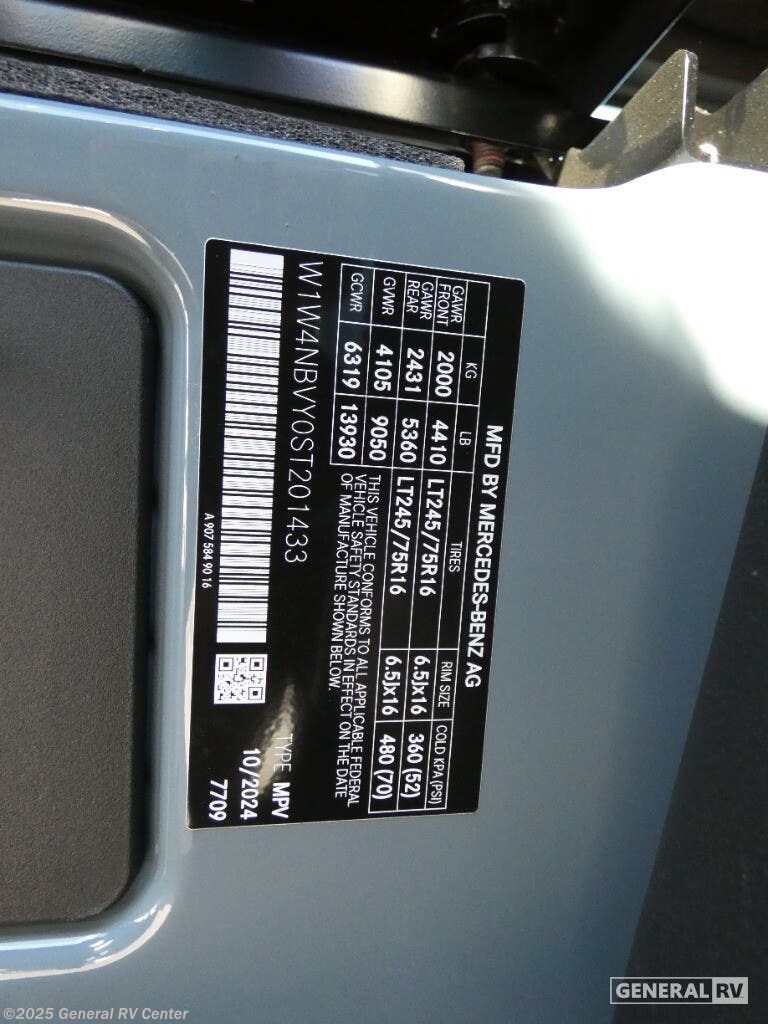 MFD BY MERCEDES-BENZ AG
KG LB TIRES RIM SIZE COLD KPA (PSI)
GAWR FRONT 2000 4410 LT245/75R16 6.5Jx16 360 (52)
GAWR REAR 2431 5360 LT245/75R16 6.5Jx16 480 (70)
GVWR 4105 9050
GCWR 6319 13930
THIS VEHICLE CONFORMS TO ALL APPLICABLE FEDERAL
VEHICLE SAFETY STANDARDS IN EFFECT ON THE DATE
OF MANUFACTURE SHOWN BELOW.
W1W4NBVY0ST201433
TYPE MPV
10/2024
7709
A 907 584 90 16
GENERAL RV
©2025 General RV Center